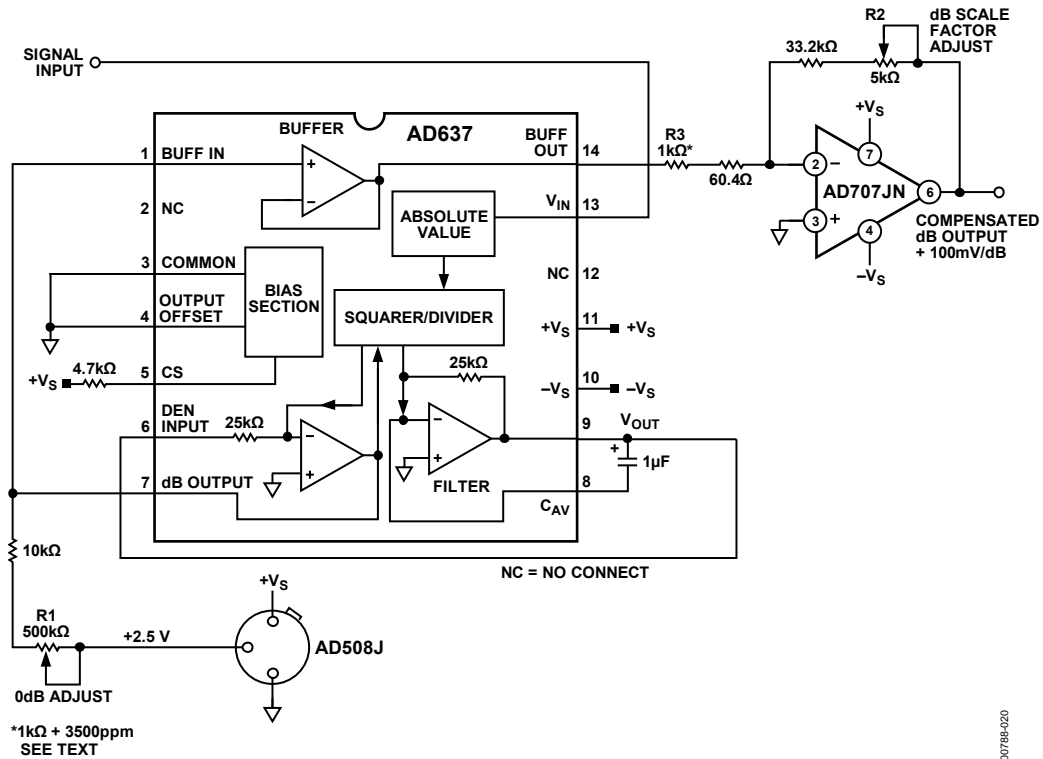 SIGNAL
INPUT
R2
dB SCALE
FACTOR
ADJUST
33.2kΩ
5kΩ
+VS
BUFFER
AD637
BUFF
OUT
1
BUFF IN
14
R3
1kΩ*
60.4Ω
2
7
6
AD707JN
3
4
+
−
COMPENSATED
dB OUTPUT
+ 100mV/dB
−VS
+
−
2
NC
ABSOLUTE
VALUE
VIN
13
3
COMMON
BIAS
SECTION
NC
12
4
OUTPUT
OFFSET
SQUARER/DIVIDER
+VS
11
+VS
+VS
4.7kΩ
5
CS
25kΩ
−VS
10
−VS
6
DEN
INPUT
25kΩ
−
+
−
+
9
VOUT
+
1µF
7
dB OUTPUT
FILTER
8
CAV
10kΩ
NC = NO CONNECT
+VS
R1
500kΩ
+2.5 V
AD508J
0dB ADJUST
*1kΩ + 3500ppm
SEE TEXT
00788-020